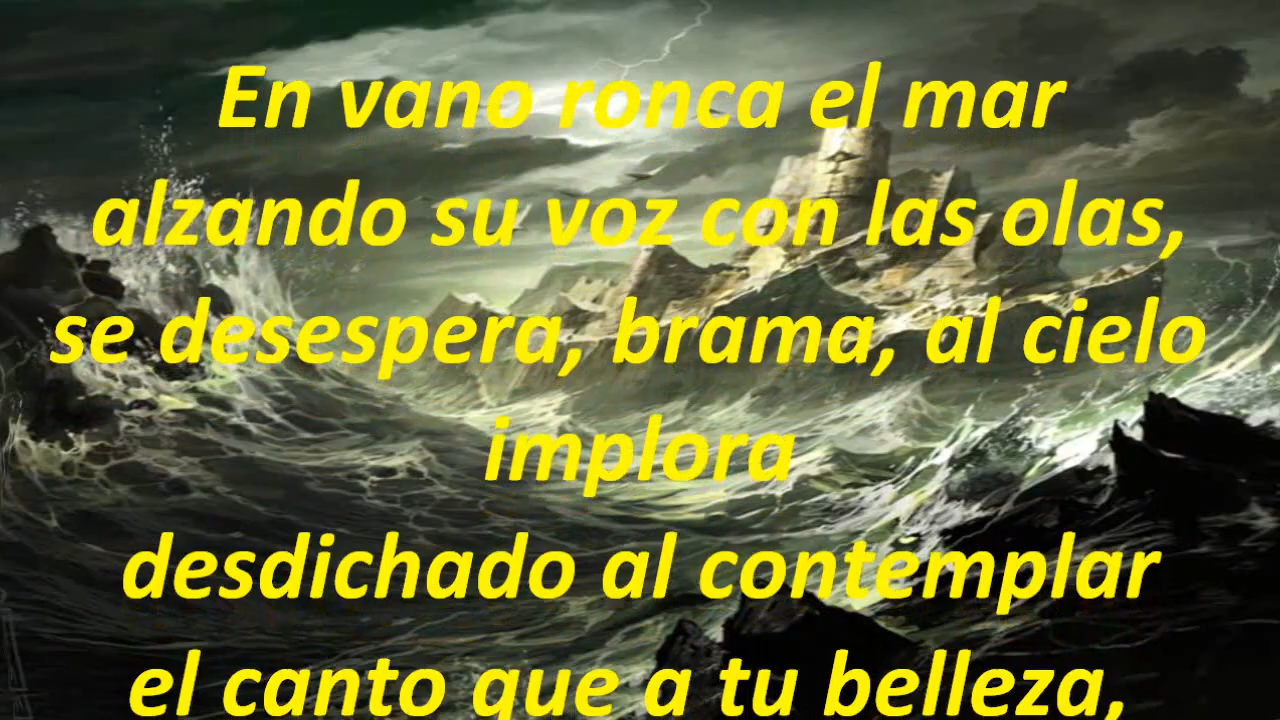 En vano ronca el mar
alzando su voz con las olas,
se desespera, brama, al cielo
implora
desdichado al contemplar
el canto que a tu belleza,